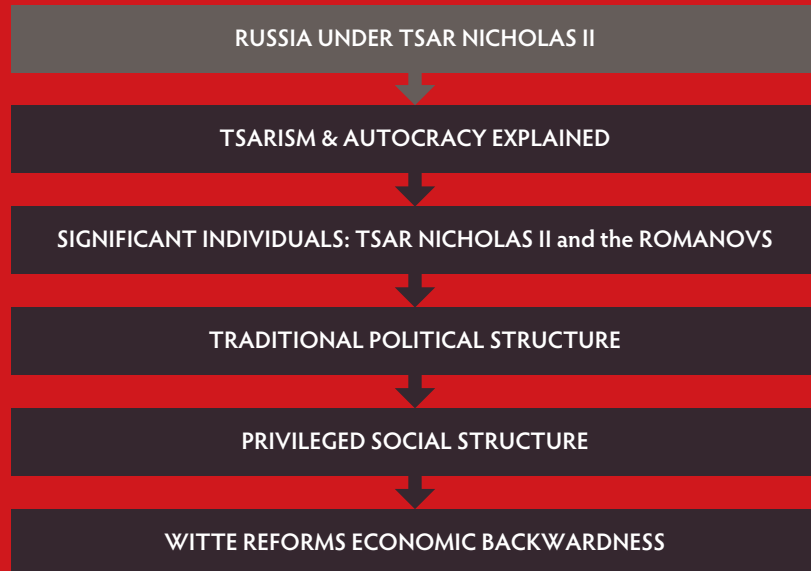 RUSSIA UNDER TSAR NICHOLAS II
TSARISM & AUTOCRACY EXPLAINED
SIGNIFICANT INDIVIDUALS: TSAR NICHOLAS II and the ROMANOVS
TRADITIONAL POLITICAL STRUCTURE
PRIVILEGED SOCIAL STRUCTURE
WITTE REFORMS ECONOMIC BACKWARDNESS